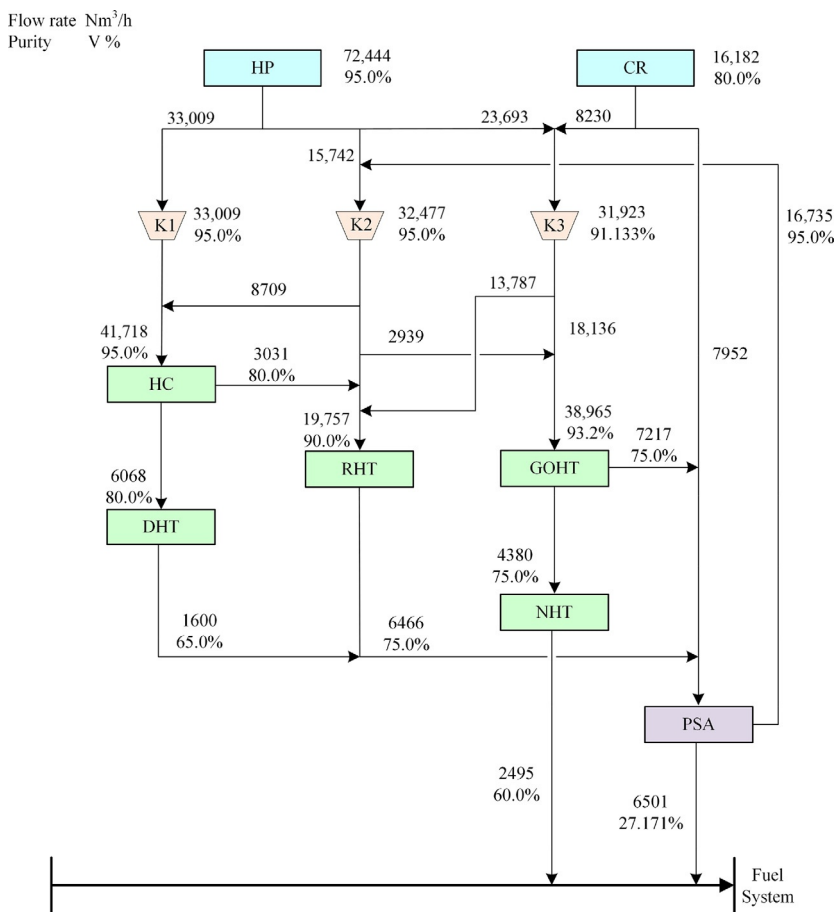 Flow rate Nm³/h
Purity V %
HP
72,444
95.0%
CR
16,182
80.0%
33,009
23,693
8230
15,742
K1
33,009
95.0%
K2
32,477
95.0%
K3
31,923
91.133%
16,735
95.0%
8709
13,787
2939
18,136
7952
41,718
95.0%
HC
3031
80.0%
19,757
90.0%
RHT
38,965
93.2%
GOHT
7217
75.0%
6068
80.0%
DHT
4380
75.0%
NHT
1600
65.0%
6466
75.0%
PSA
2495
60.0%
6501
27.171%
Fuel
System